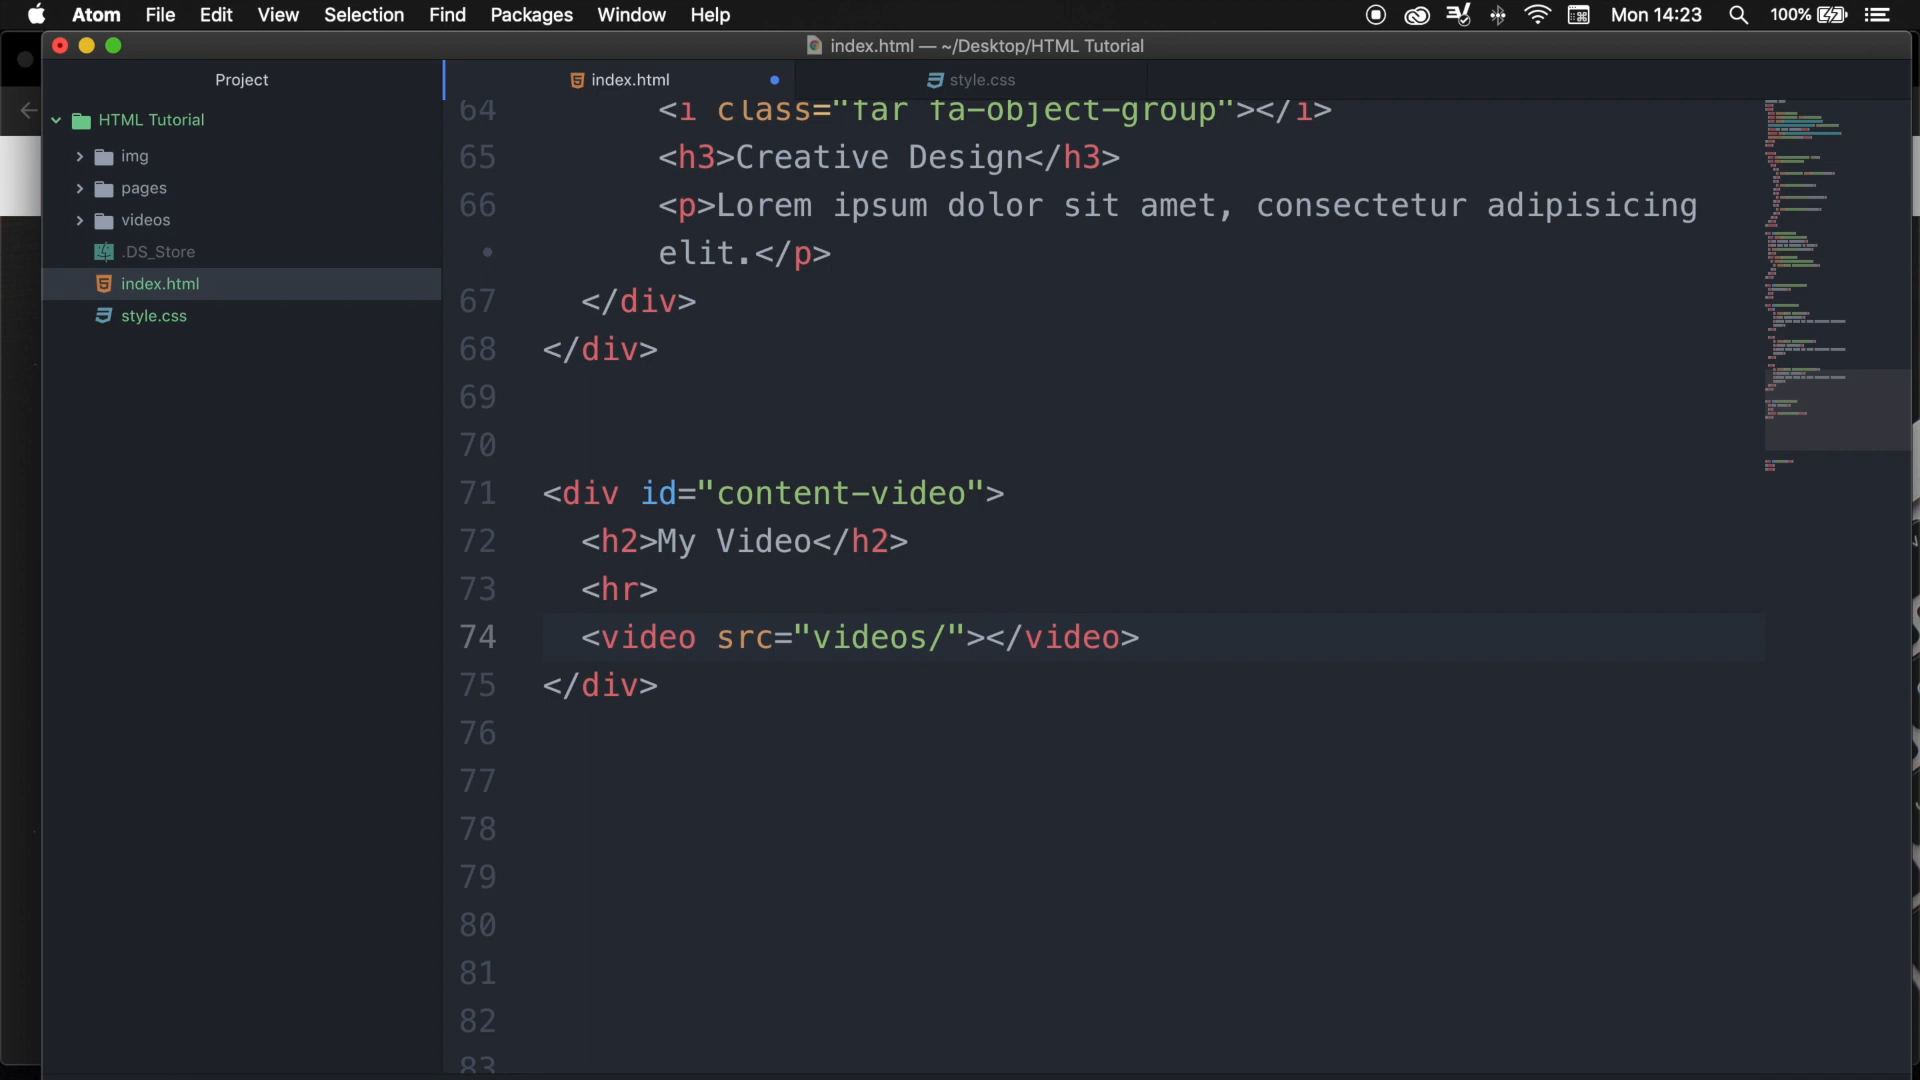 Atom File Edit View Selection Find Packages Window Help Mon 14:23 100%
index.html — ~/Desktop/HTML Tutorial
Project
index.html
style.css
HTML Tutorial
img
pages
videos
.DS_Store
index.html
style.css
64 <i class="far fa-object-group"></i>
65 <h3>Creative Design</h3>
66 <p>Lorem ipsum dolor sit amet, consectetur adipisicing
• elit.</p>
67 </div>
68 </div>
69
70
71 <div id="content-video">
72 <h2>My Video</h2>
73 <hr>
74 <video src="videos/"></video>
75 </div>
76
77
78
79
80
81
82
83